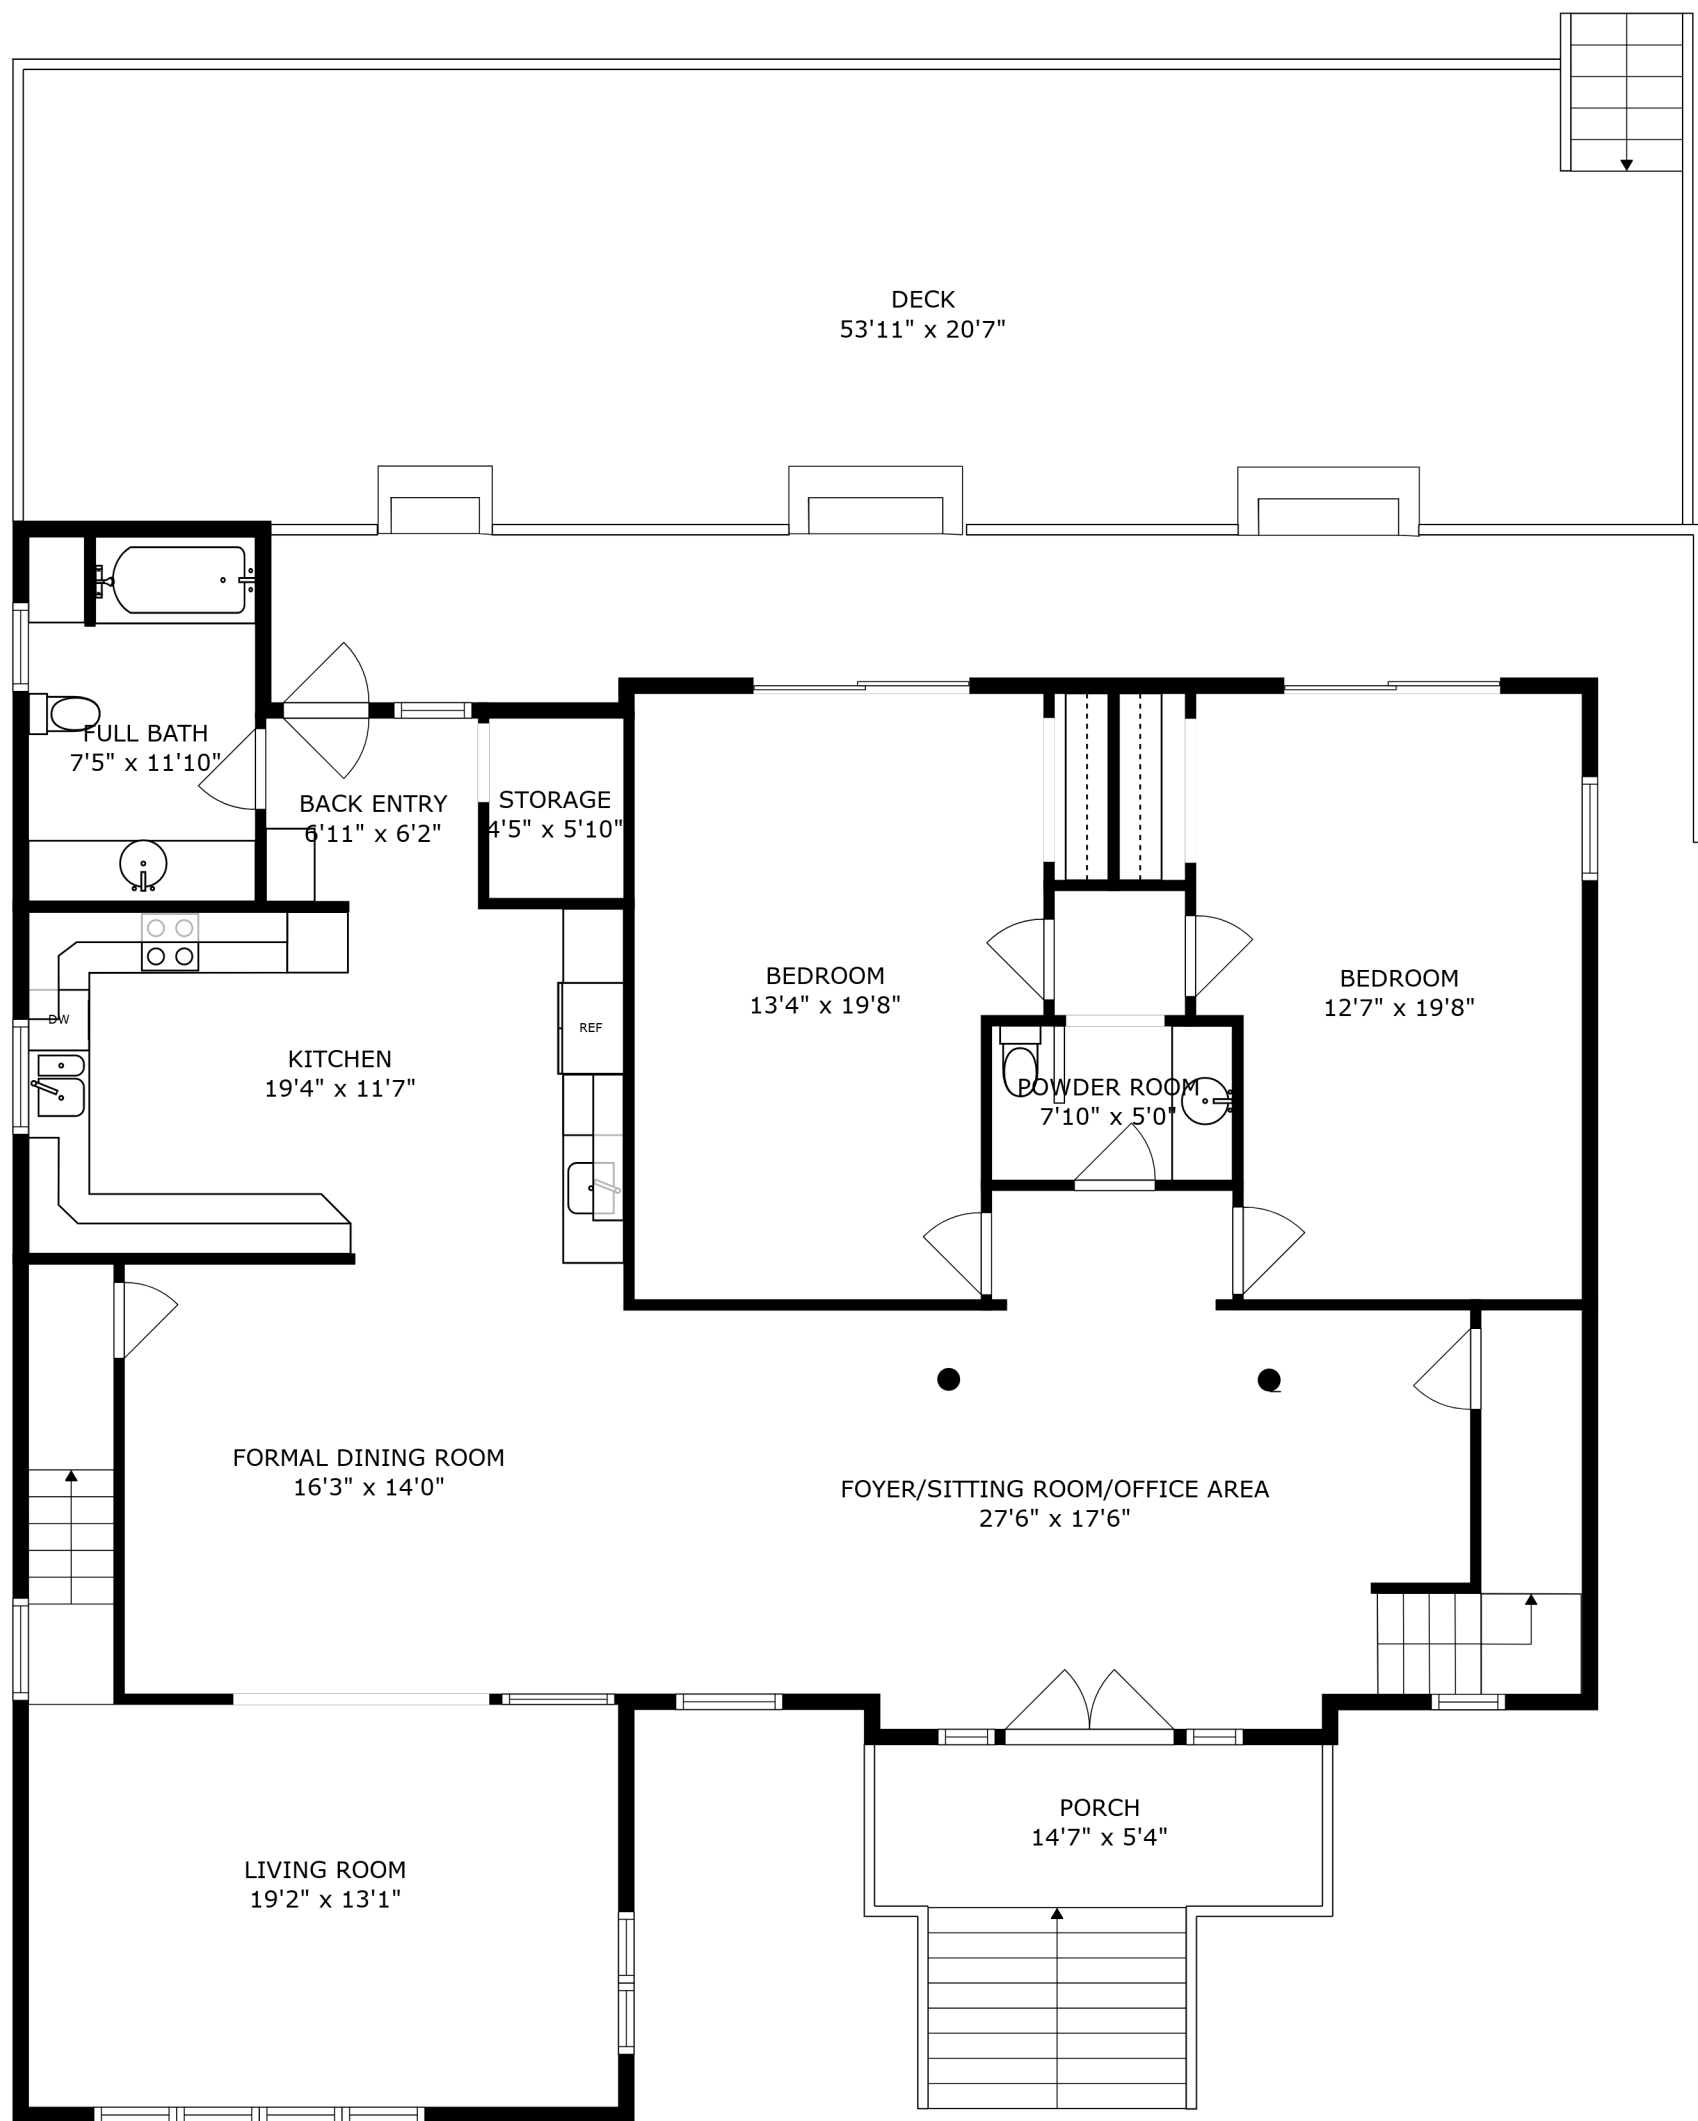 DECK
53'11" x 20'7"
FULL BATH
7'5" x 11'10"
BACK ENTRY
6'11" x 6'2"
STORAGE
4'5" x 5'10"
BEDROOM
13'4" x 19'8"
BEDROOM
12'7" x 19'8"
DW
REF
KITCHEN
19'4" x 11'7"
POWDER ROOM
7'10" x 5'0"
FORMAL DINING ROOM
16'3" x 14'0"
FOYER/SITTING ROOM/OFFICE AREA
27'6" x 17'6"
PORCH
14'7" x 5'4"
LIVING ROOM
19'2" x 13'1"